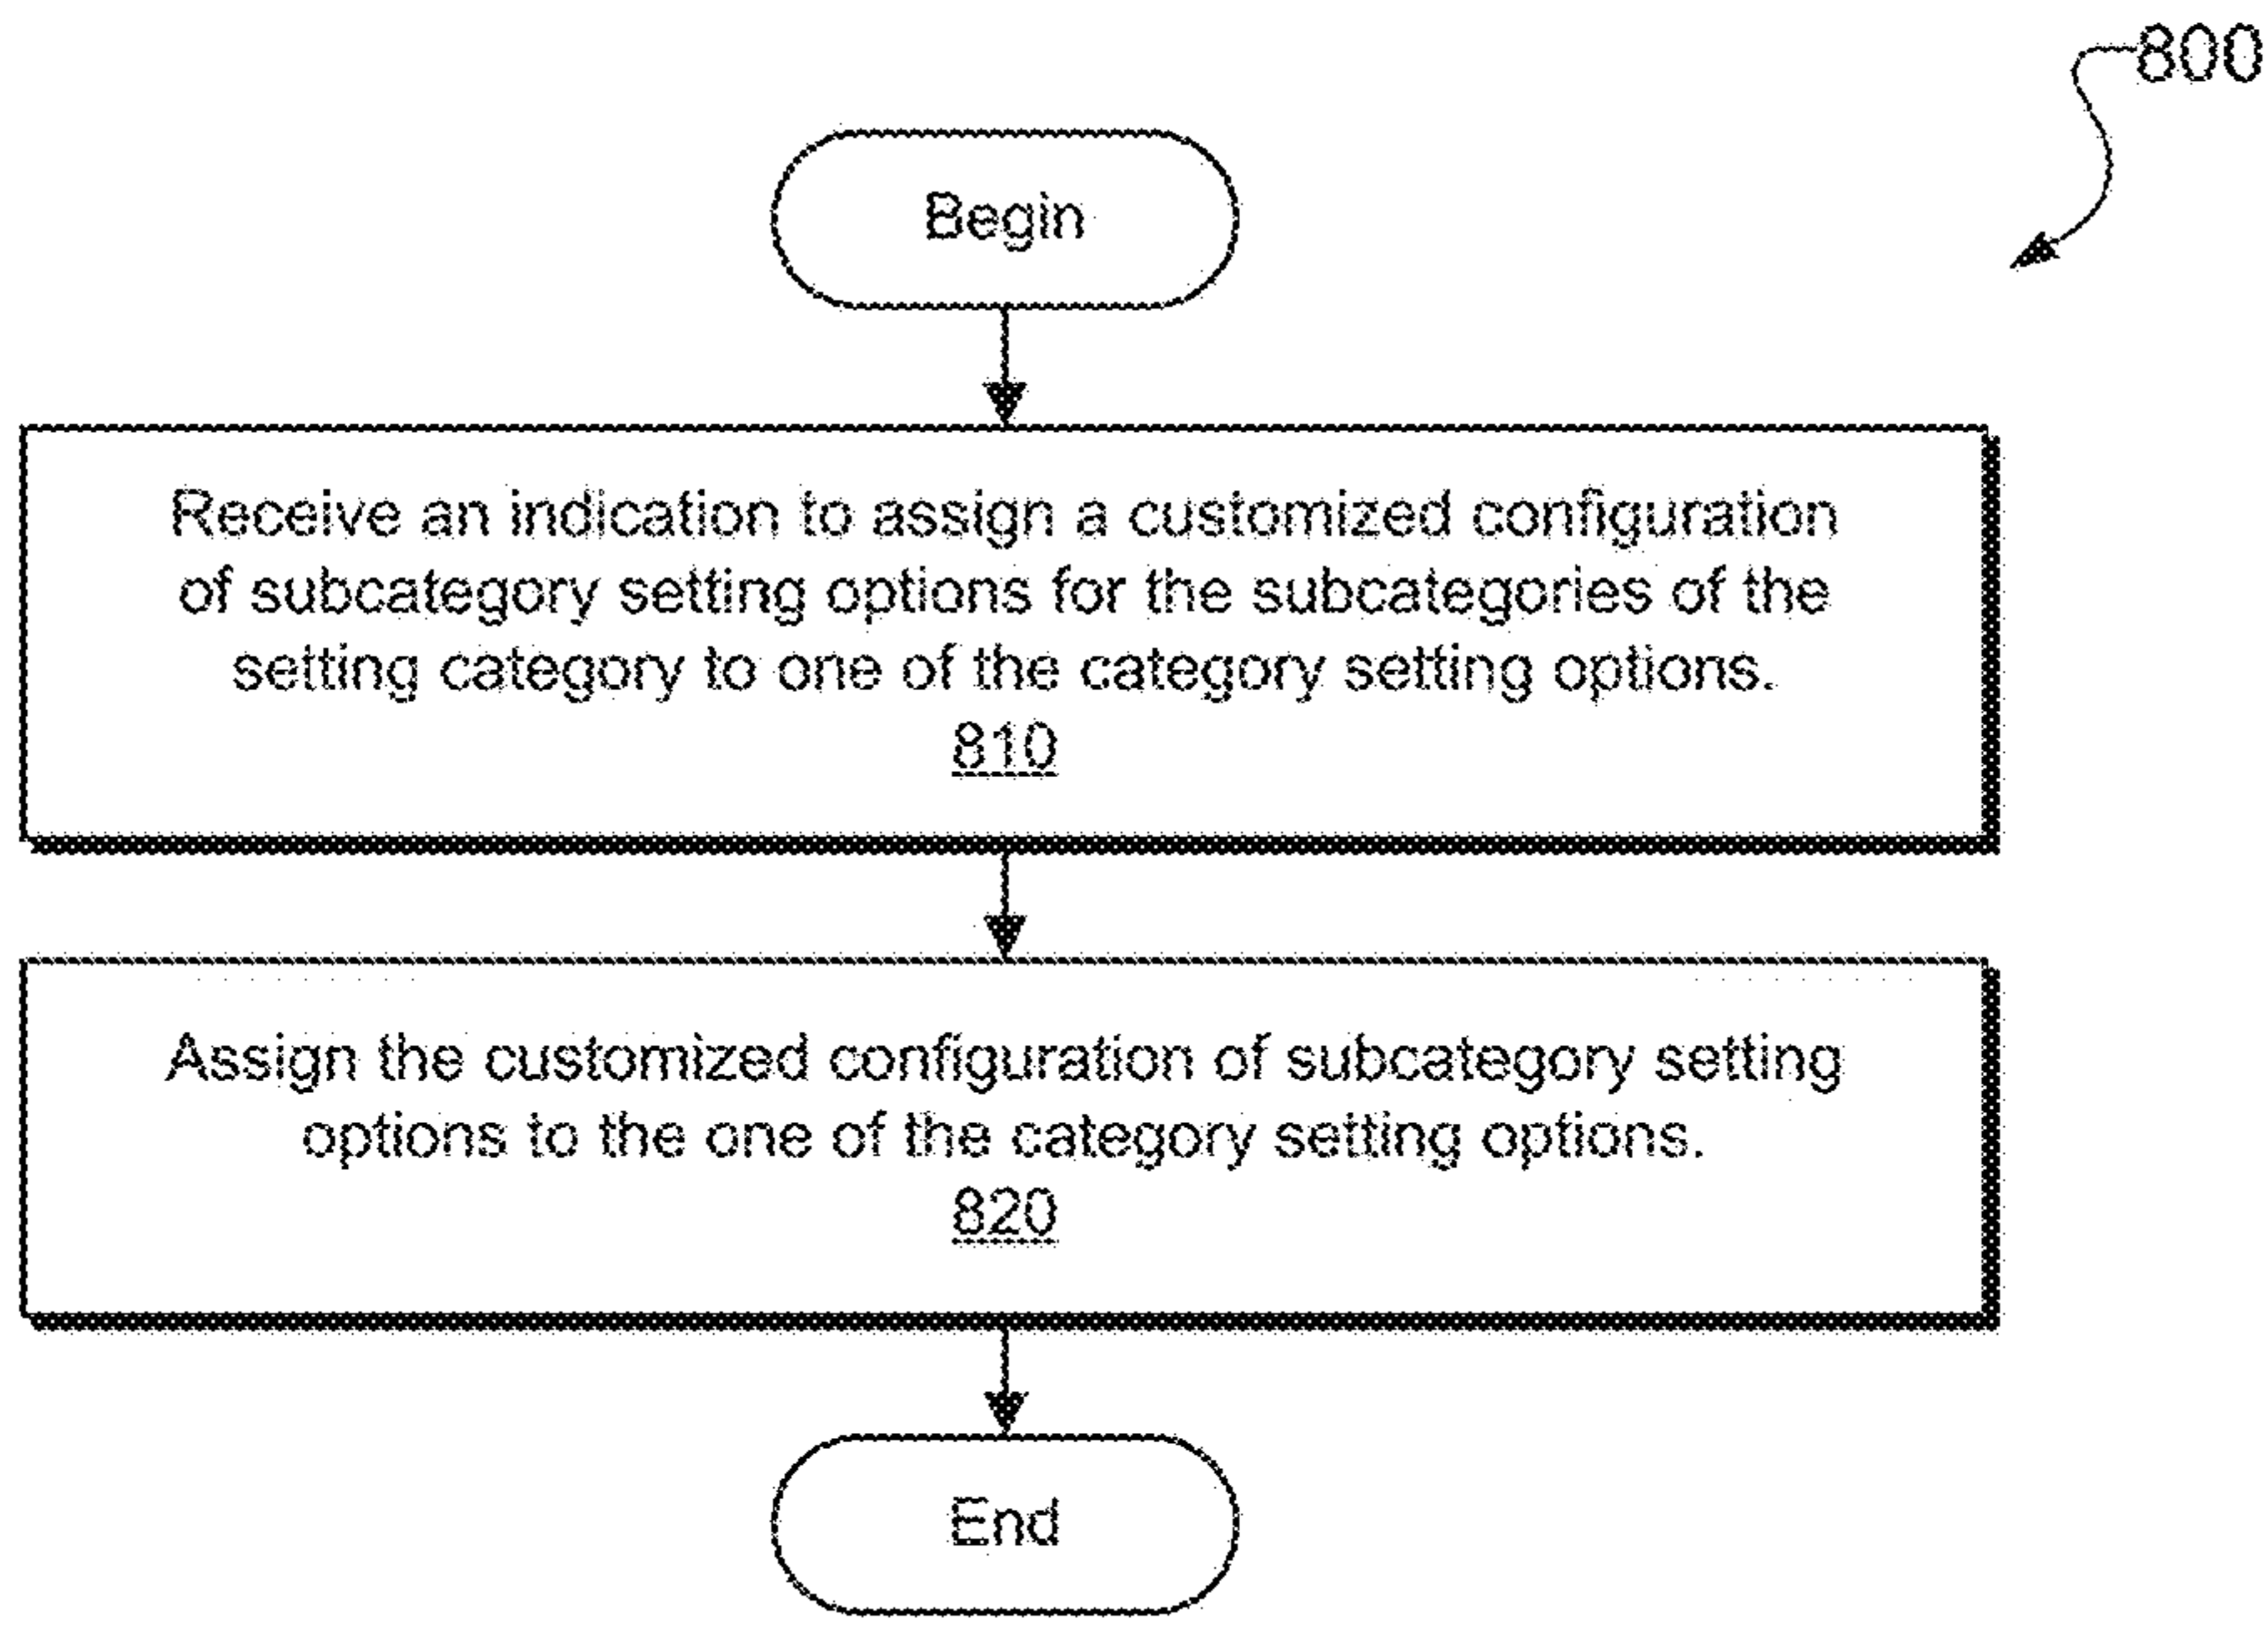 800
Begin
Receive an indication to assign a customized configuration
of subcategory setting options for the subcategories of the
setting category to one of the category setting options.
810
Assign the customized configuration of subcategory setting
options to the one of the category setting options.
820
End